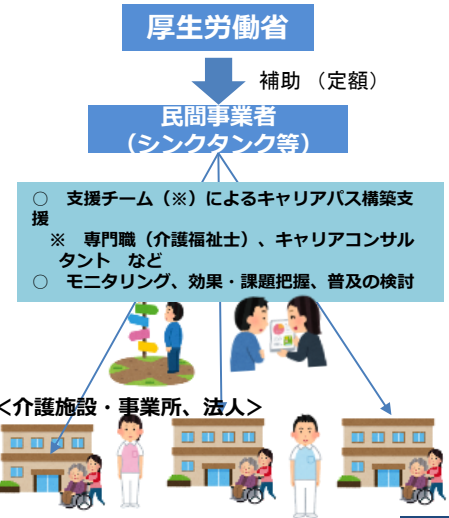 厚生労働省
補助 （定額）
民間事業者
（シンクタンク等）
○　支援チーム（※）によるキャリアパス構築支
援
※　専門職（介護福祉士）、キャリアコンサル
タント　など
○　モニタリング、効果・課題把握、普及の検討
＜介護施設・事業所、法人＞